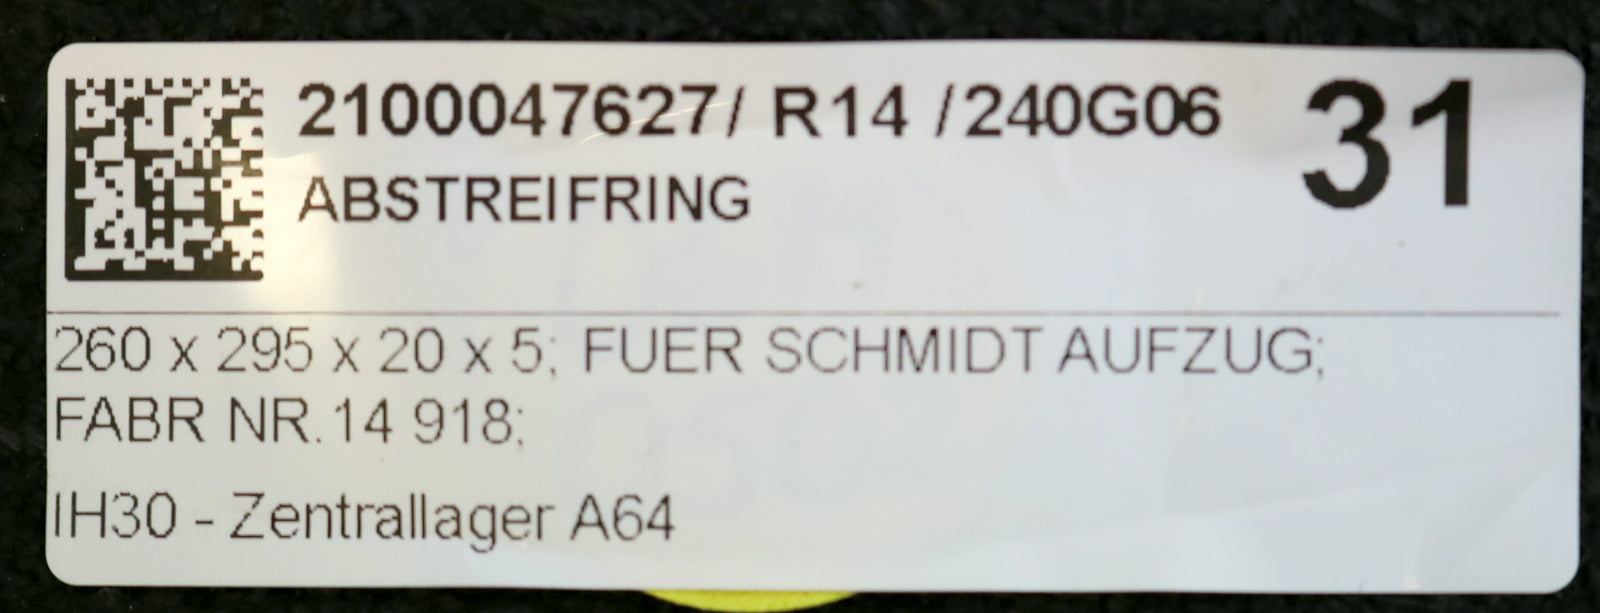 2100047627/ R14 /240G06 31
ABSTREIFRING
260 x 295 x 20 x 5; FUER SCHMIDT AUFZUG;
FABR NR.14 918;
IH30 - Zentrallager A64